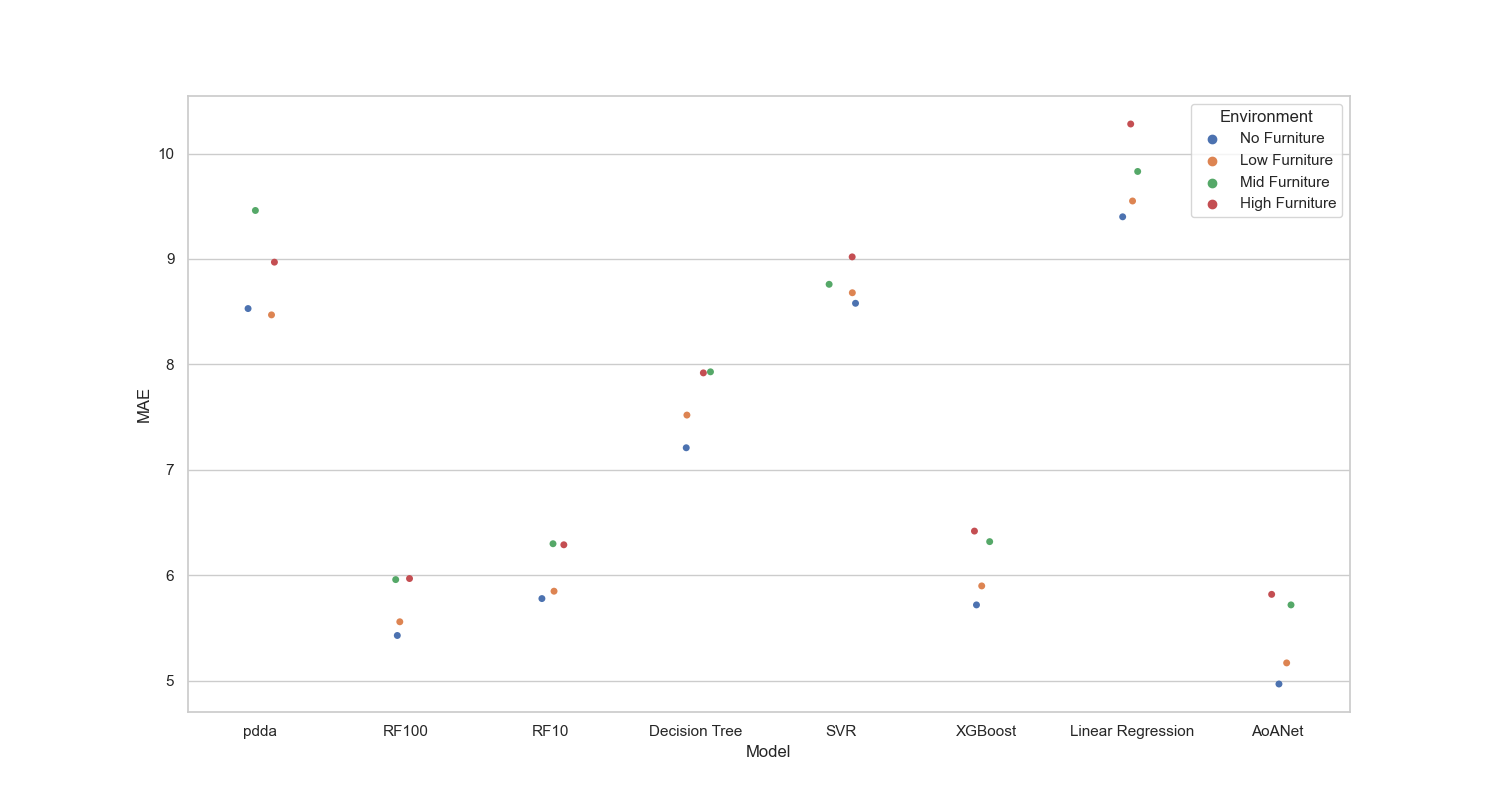 Environment
No Furniture
Low Furniture
Mid Furniture
High Furniture
10
9
8
7
6
5
MAE
pdda RF100 RF10 Decision Tree SVR XGBoost Linear Regression AoANet
Model